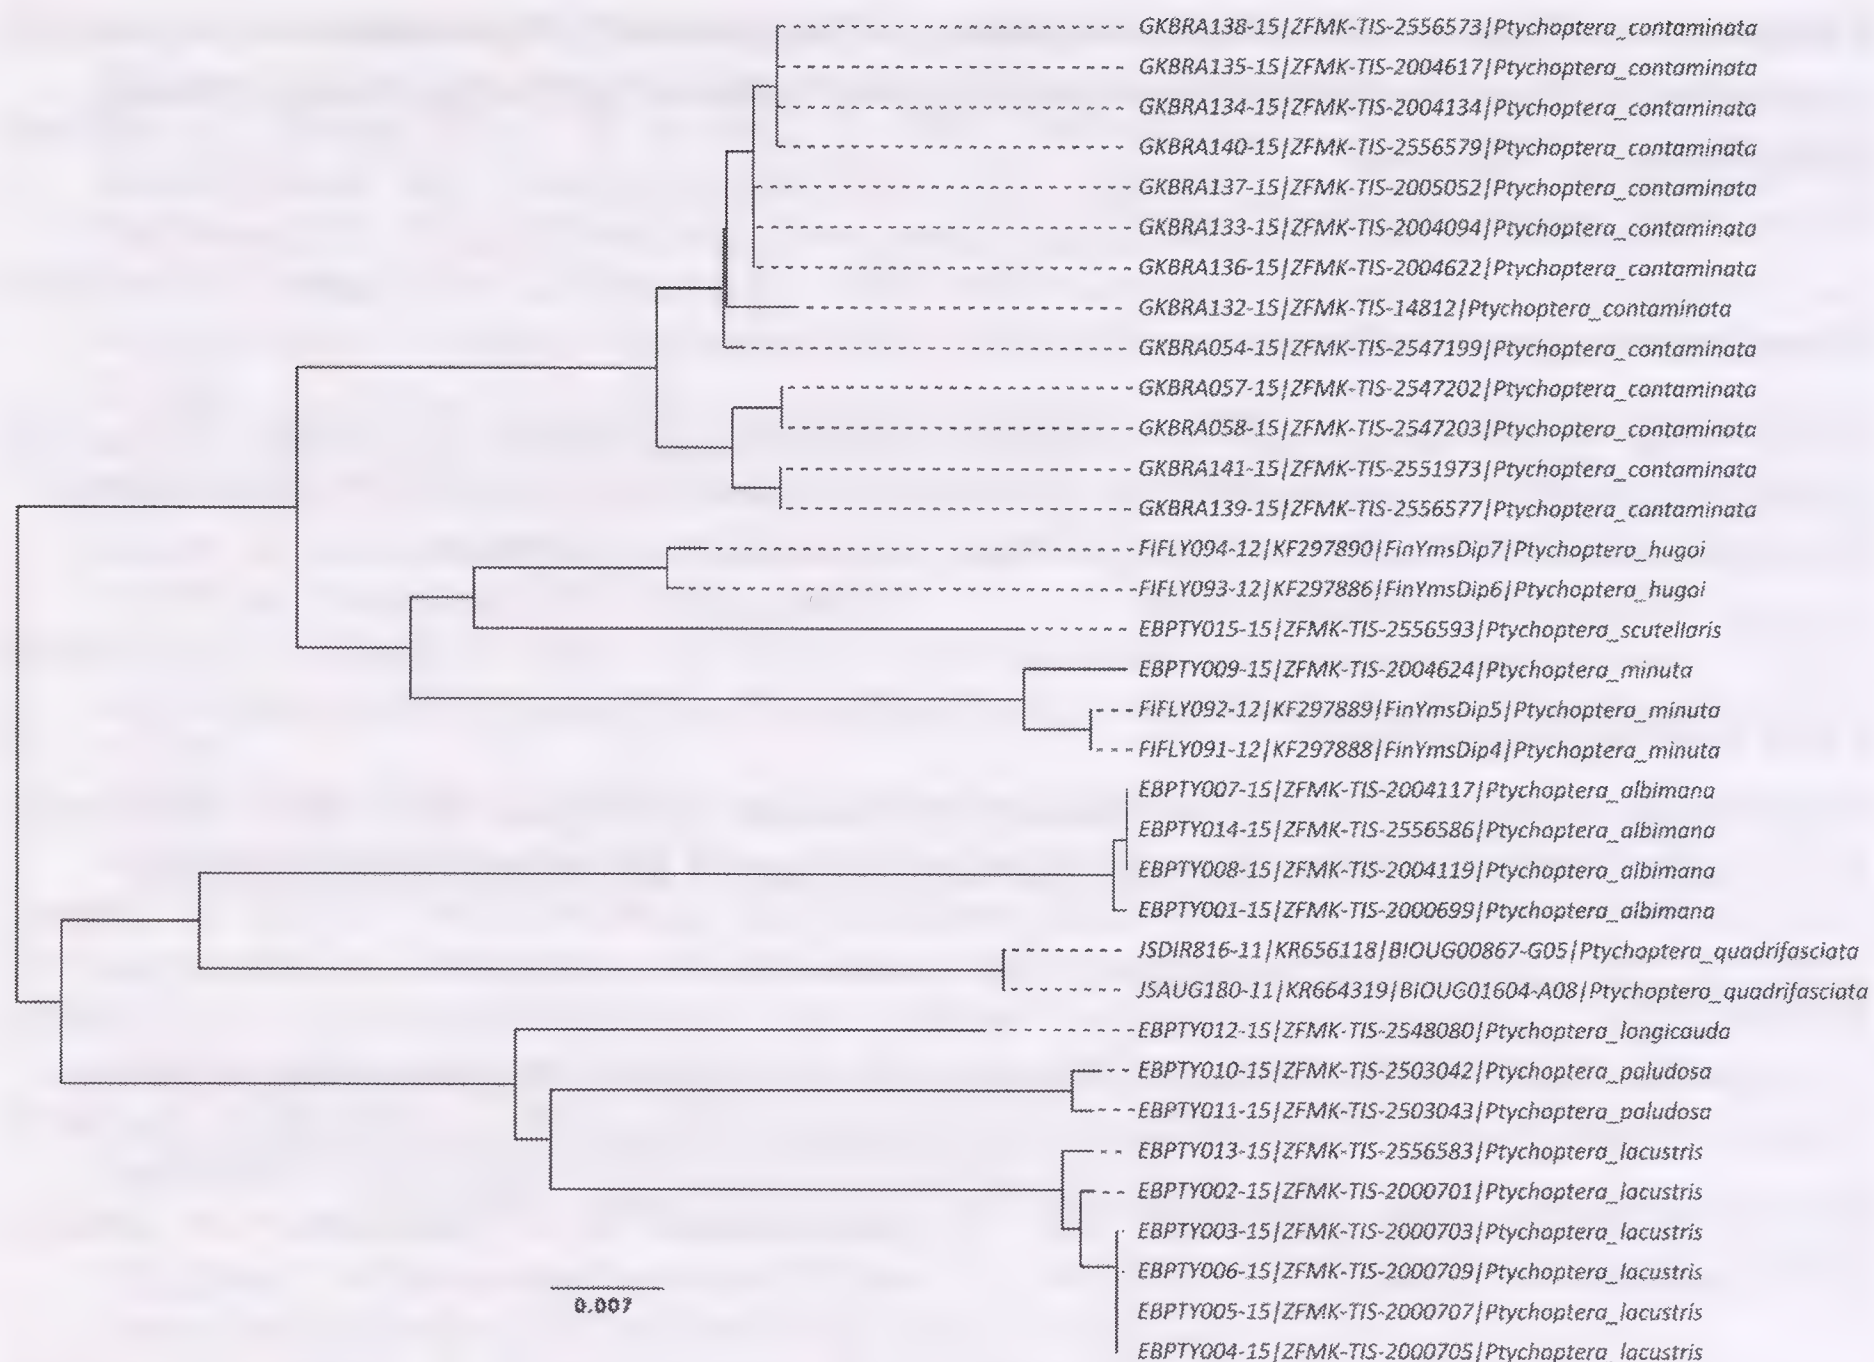 GKBRA138-15|ZFMK-TIS-2556573|Ptychoptera_contaminata
GKBRA135-15|ZFMK-TIS-2004617|Ptychoptera_contaminata
GKBRA134-15|ZFMK-TIS-2004134|Ptychoptera_contaminata
GKBRA140-15|ZFMK-TIS-2556579|Ptychoptera_contaminata
GKBRA137-15|ZFMK-TIS-2005052|Ptychoptera_contaminata
GKBRA133-15|ZFMK-TIS-2004094|Ptychoptera_contaminata
GKBRA136-15|ZFMK-TIS-2004622|Ptychoptera_contaminata
GKBRA132-15|ZFMK-TIS-14812|Ptychoptera_contaminata
GKBRA054-15|ZFMK-TIS-2547199|Ptychoptera_contaminata
GKBRA057-15|ZFMK-TIS-2547202|Ptychoptera_contaminata
GKBRA058-15|ZFMK-TIS-2547203|Ptychoptera_contaminata
GKBRA141-15|ZFMK-TIS-2551973|Ptychoptera_contaminata
GKBRA139-15|ZFMK-TIS-2556577|Ptychoptera_contaminata
FIFLY094-12|KF297890|FinYmsDip7|Ptychoptera_hugoi
FIFLY093-12|KF297886|FinYmsDip6|Ptychoptera_hugoi
EBPTY015-15|ZFMK-TIS-2556593|Ptychoptera_scutellaris
EBPTY009-15|ZFMK-TIS-2004624|Ptychoptera_minuta
FIFLY092-12|KF297889|FinYmsDip5|Ptychoptera_minuta
FIFLY091-12|KF297888|FinYmsDip4|Ptychoptera_minuta
EBPTY007-15|ZFMK-TIS-2004117|Ptychoptera_albimana
EBPTY014-15|ZFMK-TIS-2556586|Ptychoptera_albimana
EBPTY008-15|ZFMK-TIS-2004119|Ptychoptera_albimana
EBPTY001-15|ZFMK-TIS-2000699|Ptychoptera_albimana
JSDIR816-11|KR656118|BIOUG00867-G05|Ptychoptera_quadrifasciata
JSAUG180-11|KR664319|BIOUG01604-A08|Ptychoptera_quadrifasciata
EBPTY012-15|ZFMK-TIS-2548080|Ptychoptera_longicauda
EBPTY010-15|ZFMK-TIS-2503042|Ptychoptera_paludosa
EBPTY011-15|ZFMK-TIS-2503043|Ptychoptera_paludosa
EBPTY013-15|ZFMK-TIS-2556583|Ptychoptera_lacustris
EBPTY002-15|ZFMK-TIS-2000701|Ptychoptera_lacustris
EBPTY003-15|ZFMK-TIS-2000703|Ptychoptera_lacustris
EBPTY006-15|ZFMK-TIS-2000709|Ptychoptera_lacustris
0.007
EBPTY005-15|ZFMK-TIS-2000707|Ptychoptera_lacustris
EBPTY004-15|ZFMK-TIS-2000705|Ptychoptera_lacustris